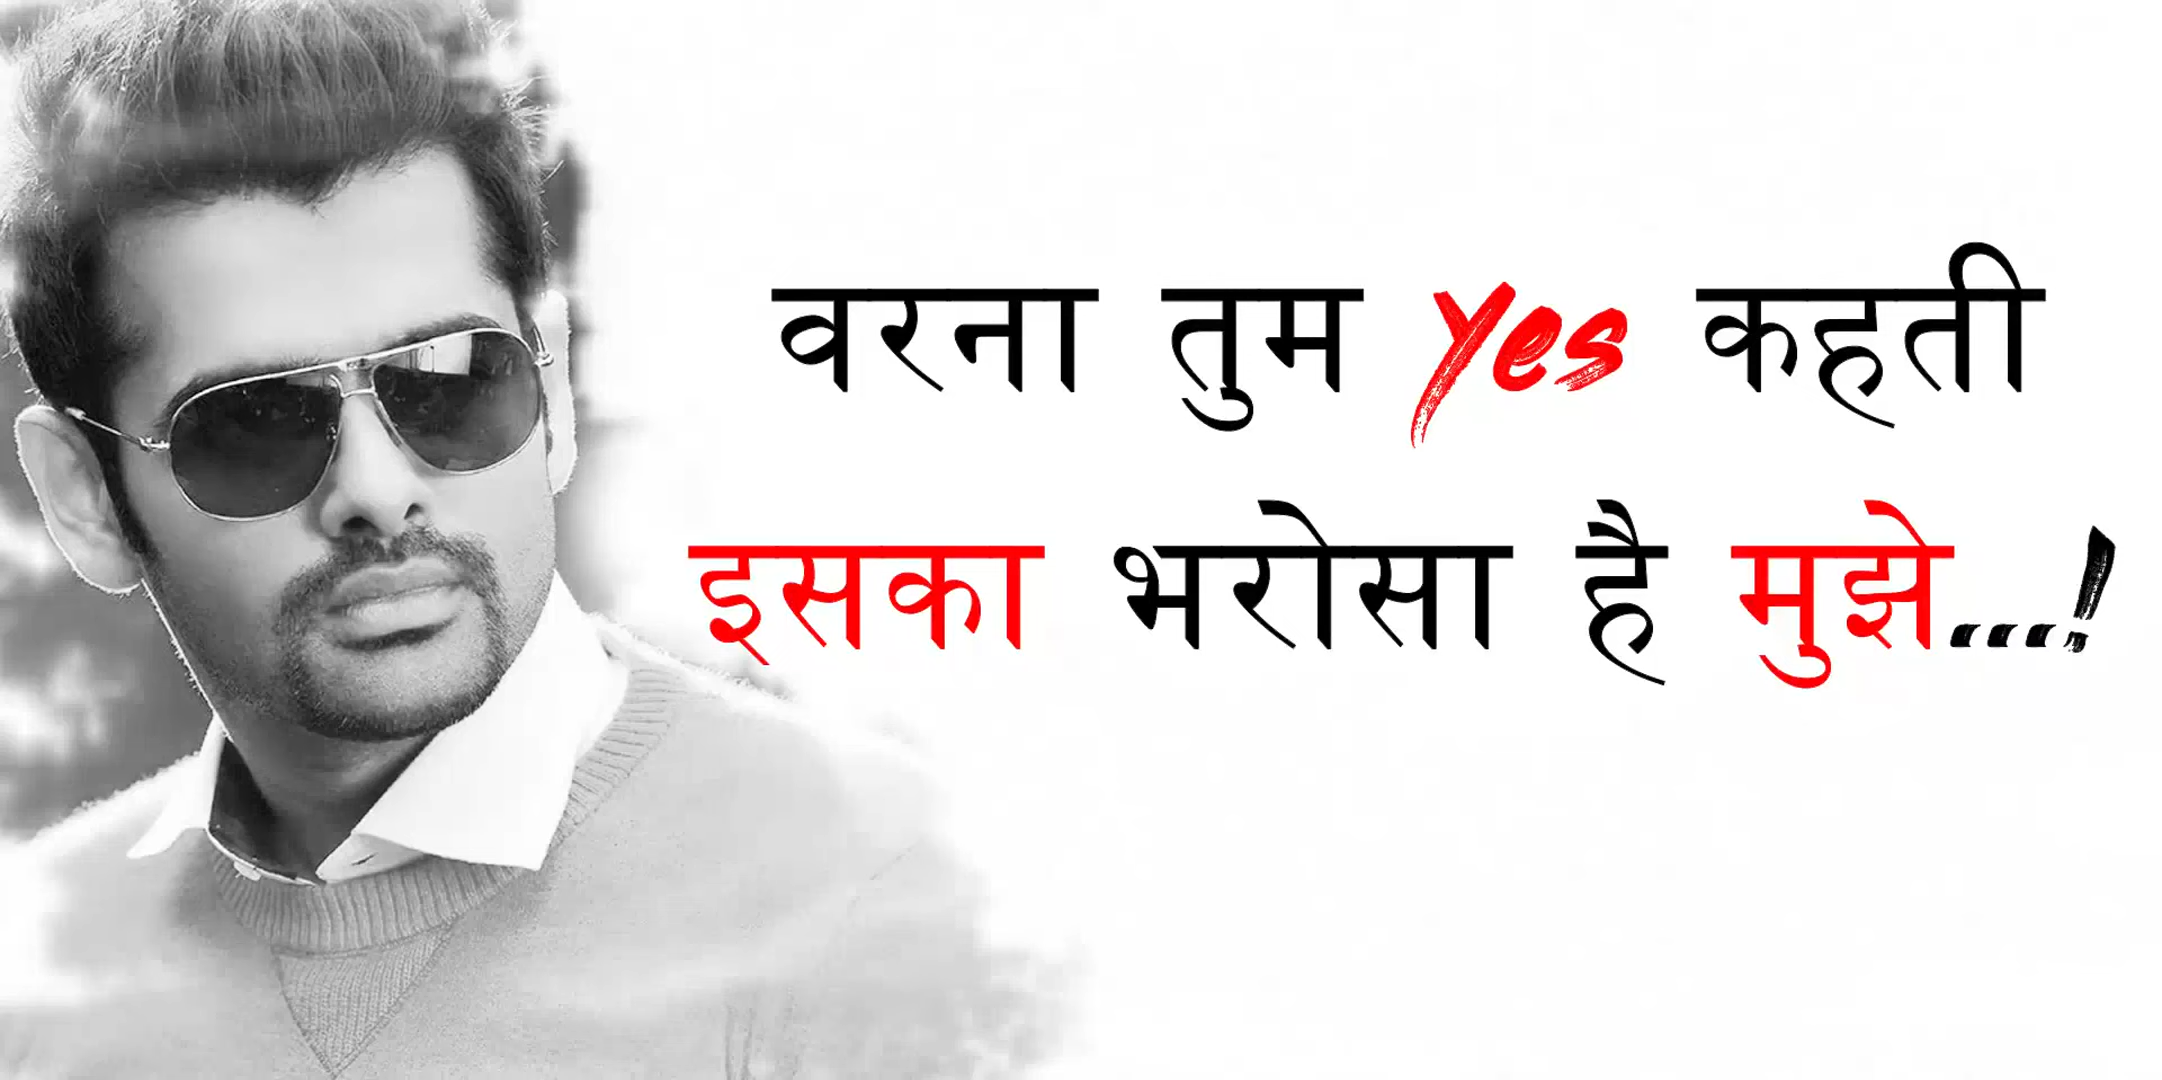 वरना तुम yes कहती
इसका भरोसा है मुझे...!